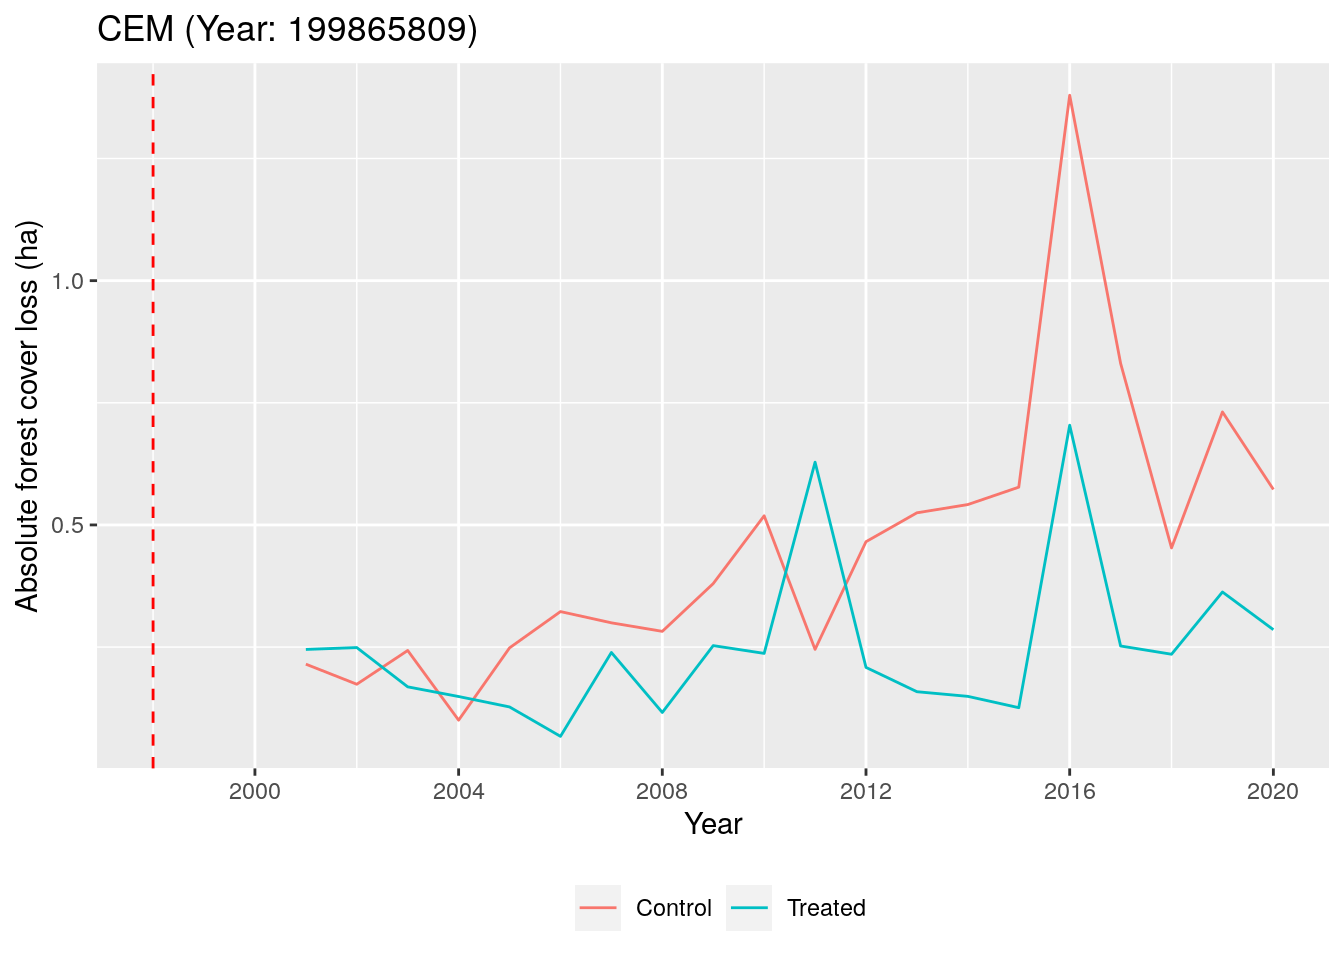 CEM (Year: 199865809)
Absolute forest cover loss (ha)
1.0
0.5
2000 2004 2008 2012 2016 2020
Year
Control Treated